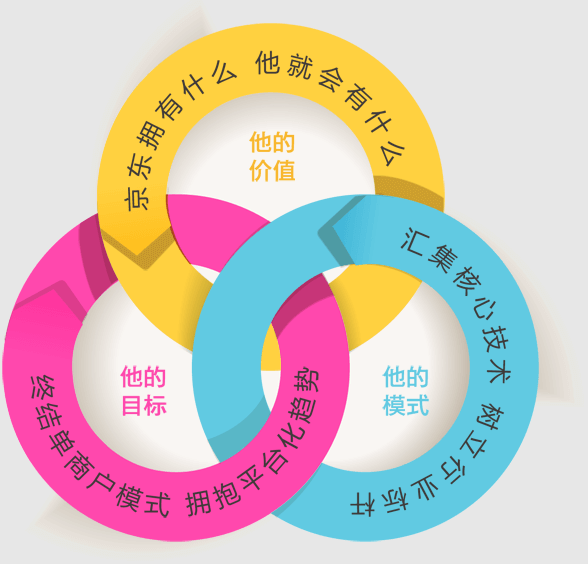 京东拥有什么 他就会有什么
他的
价值
终结单商户模式 拥抱平台化趋势
他的
目标
汇集核心技术 树立行业标杆
他的
模式